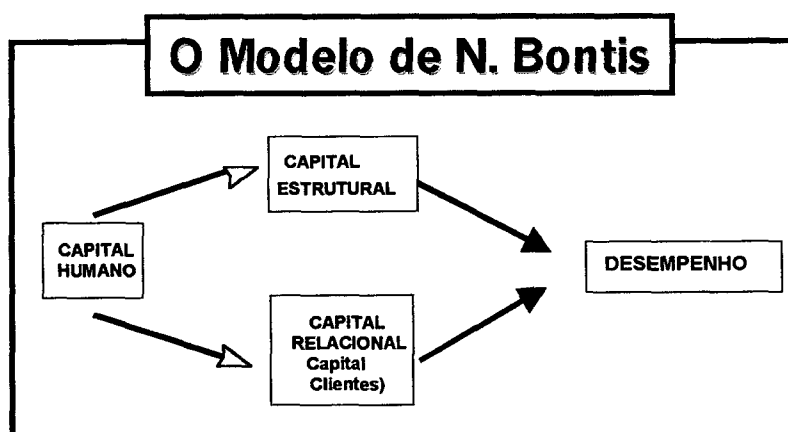 O Modelo de N. Bontis
CAPITAL
ESTRUTURAL
CAPITAL
HUMANO
DESEMPENHO
CAPITAL
RELACIONAL
Capital
Clientes)